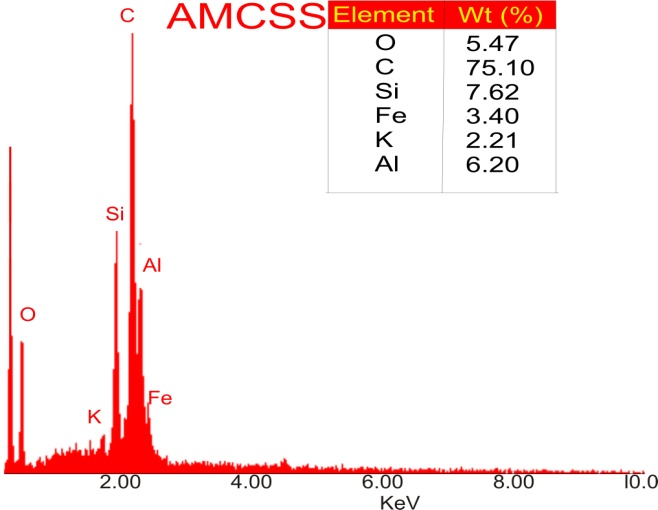 AMCSS
Element Wt (%)
O 5.47
C 75.10
Si 7.62
Fe 3.40
K 2.21
Al 6.20
C
Si
Al
O
Fe
K
2.00 4.00 6.00 8.00 l0.0
KeV